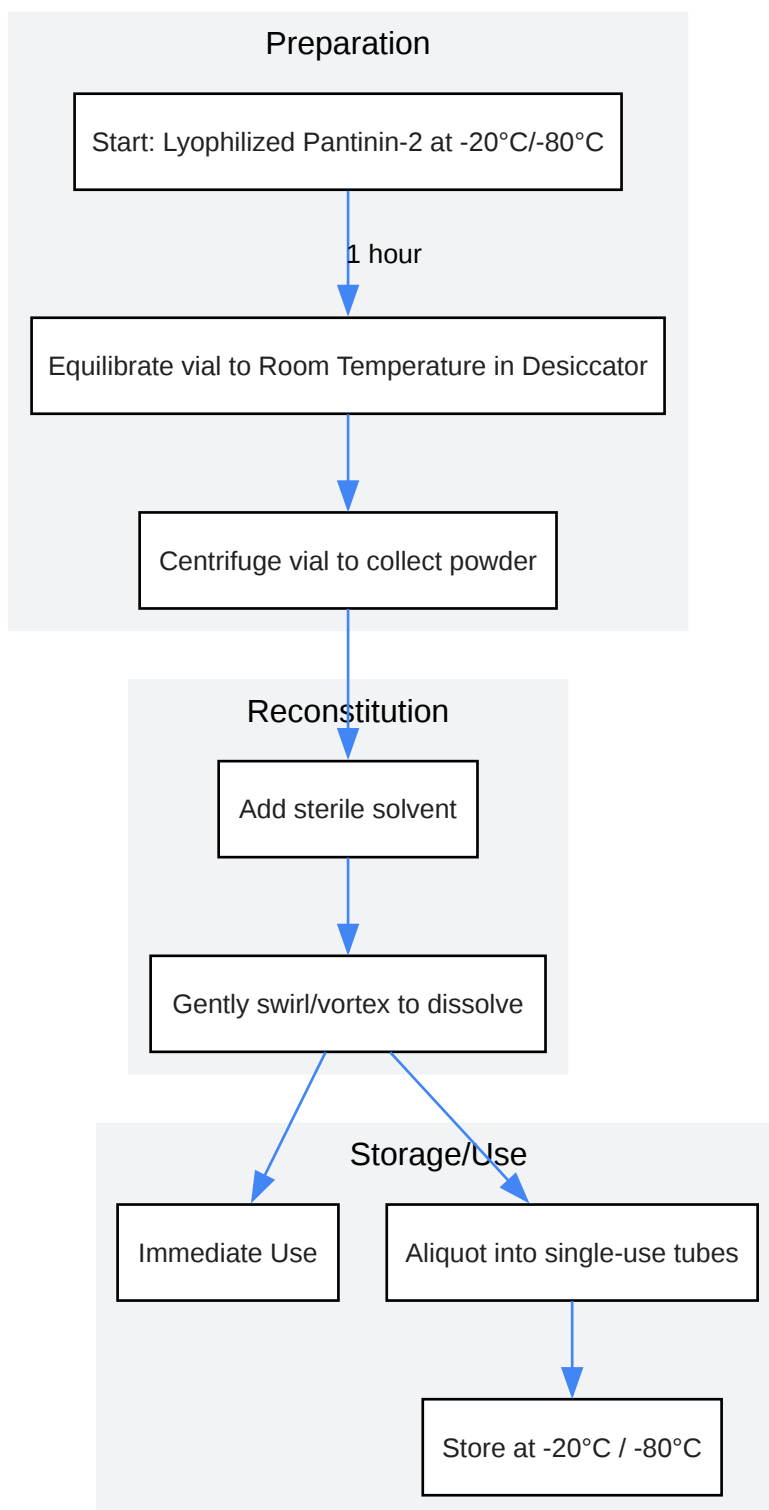 Preparation
Start: Lyophilized Pantinin-2 at -20°C/-80°C
1 hour
Equilibrate vial to Room Temperature in Desiccator
Centrifuge vial to collect powder
Reconstitution
Add sterile solvent
Gently swirl/vortex to dissolve
Storage/Use
Immediate Use
Aliquot into single-use tubes
Store at -20°C / -80°C